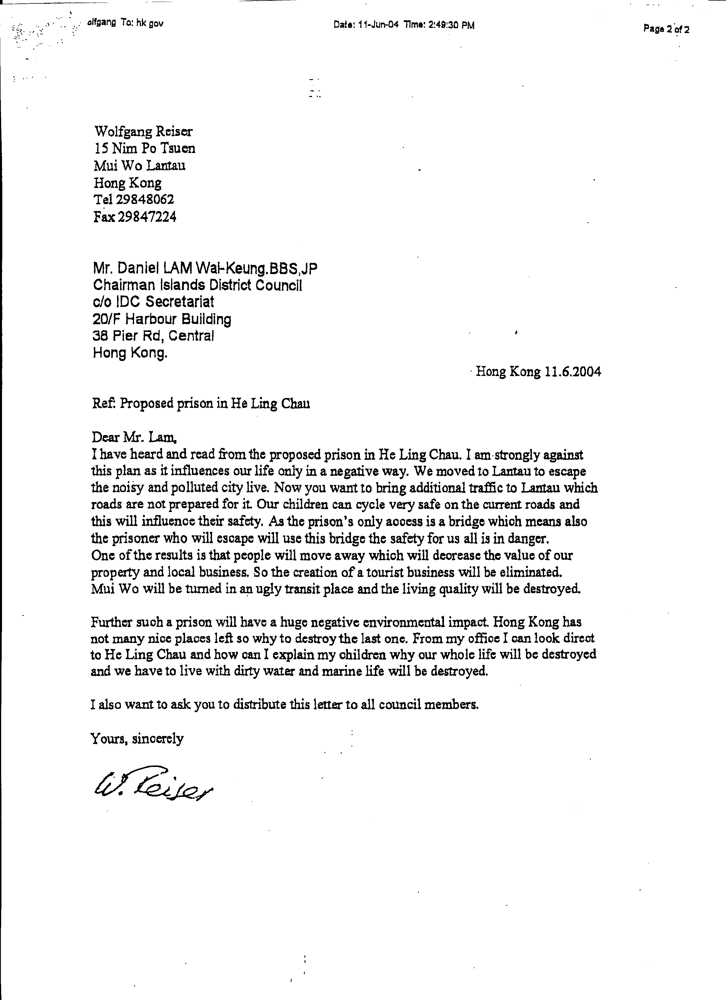 olfgang To: hk gov Date: 11-Jun-04 Time: 2:49:30 PM Page 2 of 2
Wolfgang Reiser
15 Nim Po Tsuen
Mui Wo Lantau
Hong Kong
Tel 29848062
Fax 29847224
Mr. Daniel LAM Wai-Keung.BBS,JP
Chairman Islands District Council
c/o IDC Secretariat
20/F Harbour Building
38 Pier Rd, Central
Hong Kong.
Hong Kong 11.6.2004
Ref: Proposed prison in He Ling Chau
Dear Mr. Lam,
I have heard and read from the proposed prison in He Ling Chau. I am strongly against
this plan as it influences our life only in a negative way. We moved to Lantau to escape
the noisy and polluted city live. Now you want to bring additional traffic to Lantau which
roads are not prepared for it. Our children can cycle very safe on the current roads and
this will influence their safety. As the prison's only access is a bridge which means also
the prisoner who will escape will use this bridge the safety for us all is in danger.
One of the results is that people will move away which will decrease the value of our
property and local business. So the creation of a tourist business will be eliminated.
Mui Wo will be turned in an ugly transit place and the living quality will be destroyed.
Further such a prison will have a huge negative environmental impact. Hong Kong has
not many nice places left so why to destroy the last one. From my office I can look direct
to He Ling Chau and how can I explain my children why our whole life will be destroyed
and we have to live with dirty water and marine life will be destroyed.
I also want to ask you to distribute this letter to all council members.
Yours, sincerely
W. Reiser